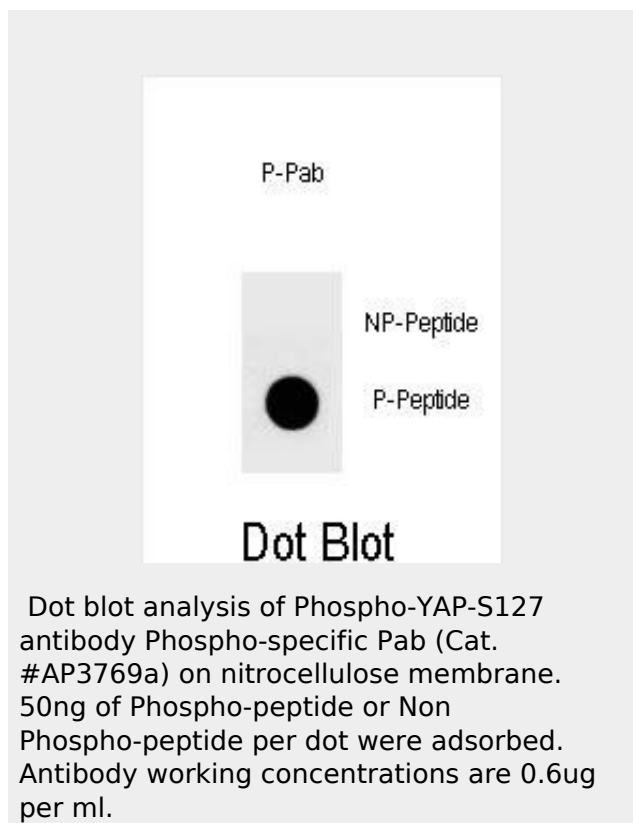 P-Pab
NP-Peptide
P-Peptide
Dot Blot
Dot blot analysis of Phospho-YAP-S127
antibody Phospho-specific Pab (Cat.
#AP3769a) on nitrocellulose membrane.
50ng of Phospho-peptide or Non
Phospho-peptide per dot were adsorbed.
Antibody working concentrations are 0.6ug
per ml.